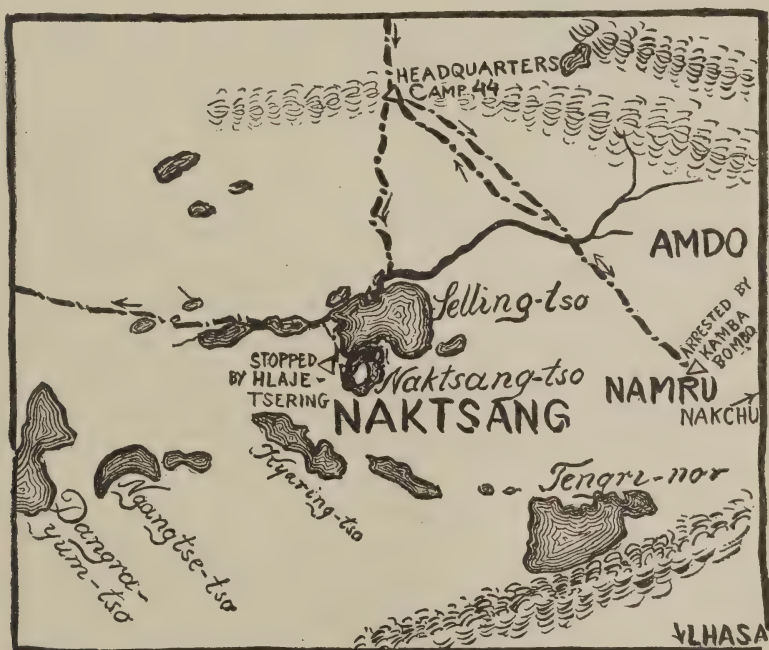 HEADQUARTERS
CAMP 44
AMDO
Selling-tso
ARRESTED BY
KAMBA
BOMBO
STOPPED
BY HLAJE-
TSERING
Naktsang-tso
NAKTSANG
NAMRU
NAKCHU
Kyaring-tso
Tengri-nor
Ngangtse-tso
Dangra-
yum-tso
LHASA